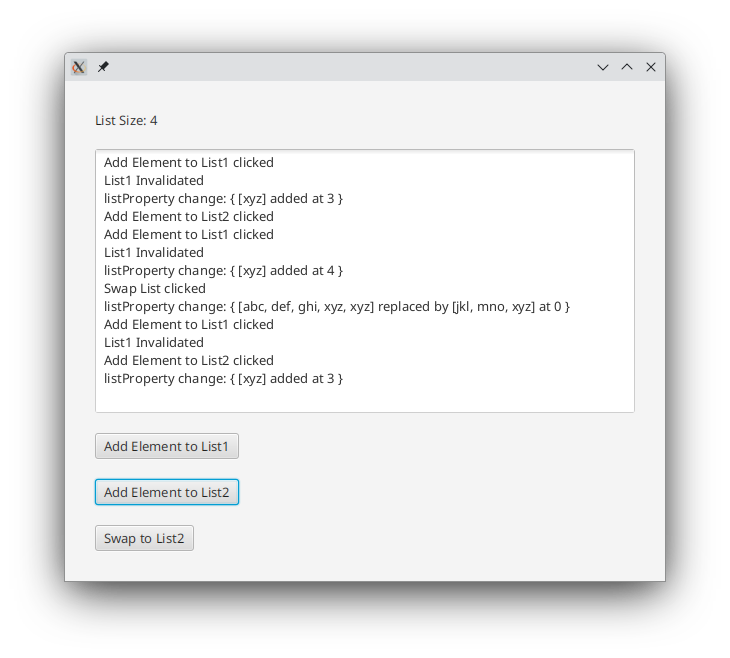 List Size: 4
Add Element to List1 clicked
List1 Invalidated
listProperty change: { [xyz] added at 3 }
Add Element to List2 clicked
Add Element to List1 clicked
List1 Invalidated
listProperty change: { [xyz] added at 4 }
Swap List clicked
listProperty change: { [abc, def, ghi, xyz, xyz] replaced by [jkl, mno, xyz] at 0 }
Add Element to List1 clicked
List1 Invalidated
Add Element to List2 clicked
listProperty change: { [xyz] added at 3 }
Add Element to List1
Add Element to List2
Swap to List2